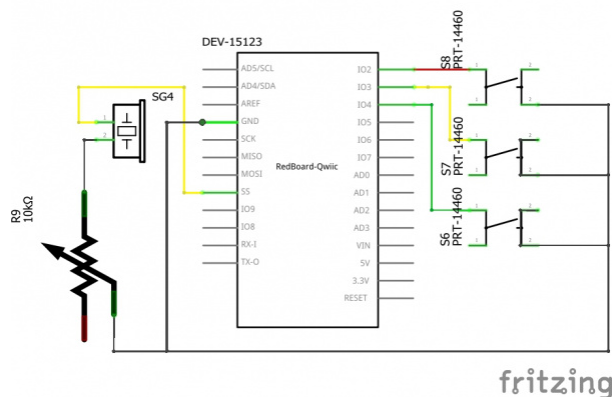 DEV-15123
AD5/SCL
AD4/SDA
AREF
GND
SCK
MISO
MOSI
SS
IO9
IO8
RX-I
TX-O
RedBoard-Qwiic
IO2
IO3
IO4
IO5
IO6
IO7
AD0
AD1
AD2
AD3
VIN
5V
3.3V
RESET
SG4
1
2
R9
10kΩ
S8
PRT-14460
S7
PRT-14460
S6
PRT-14460
fritzing